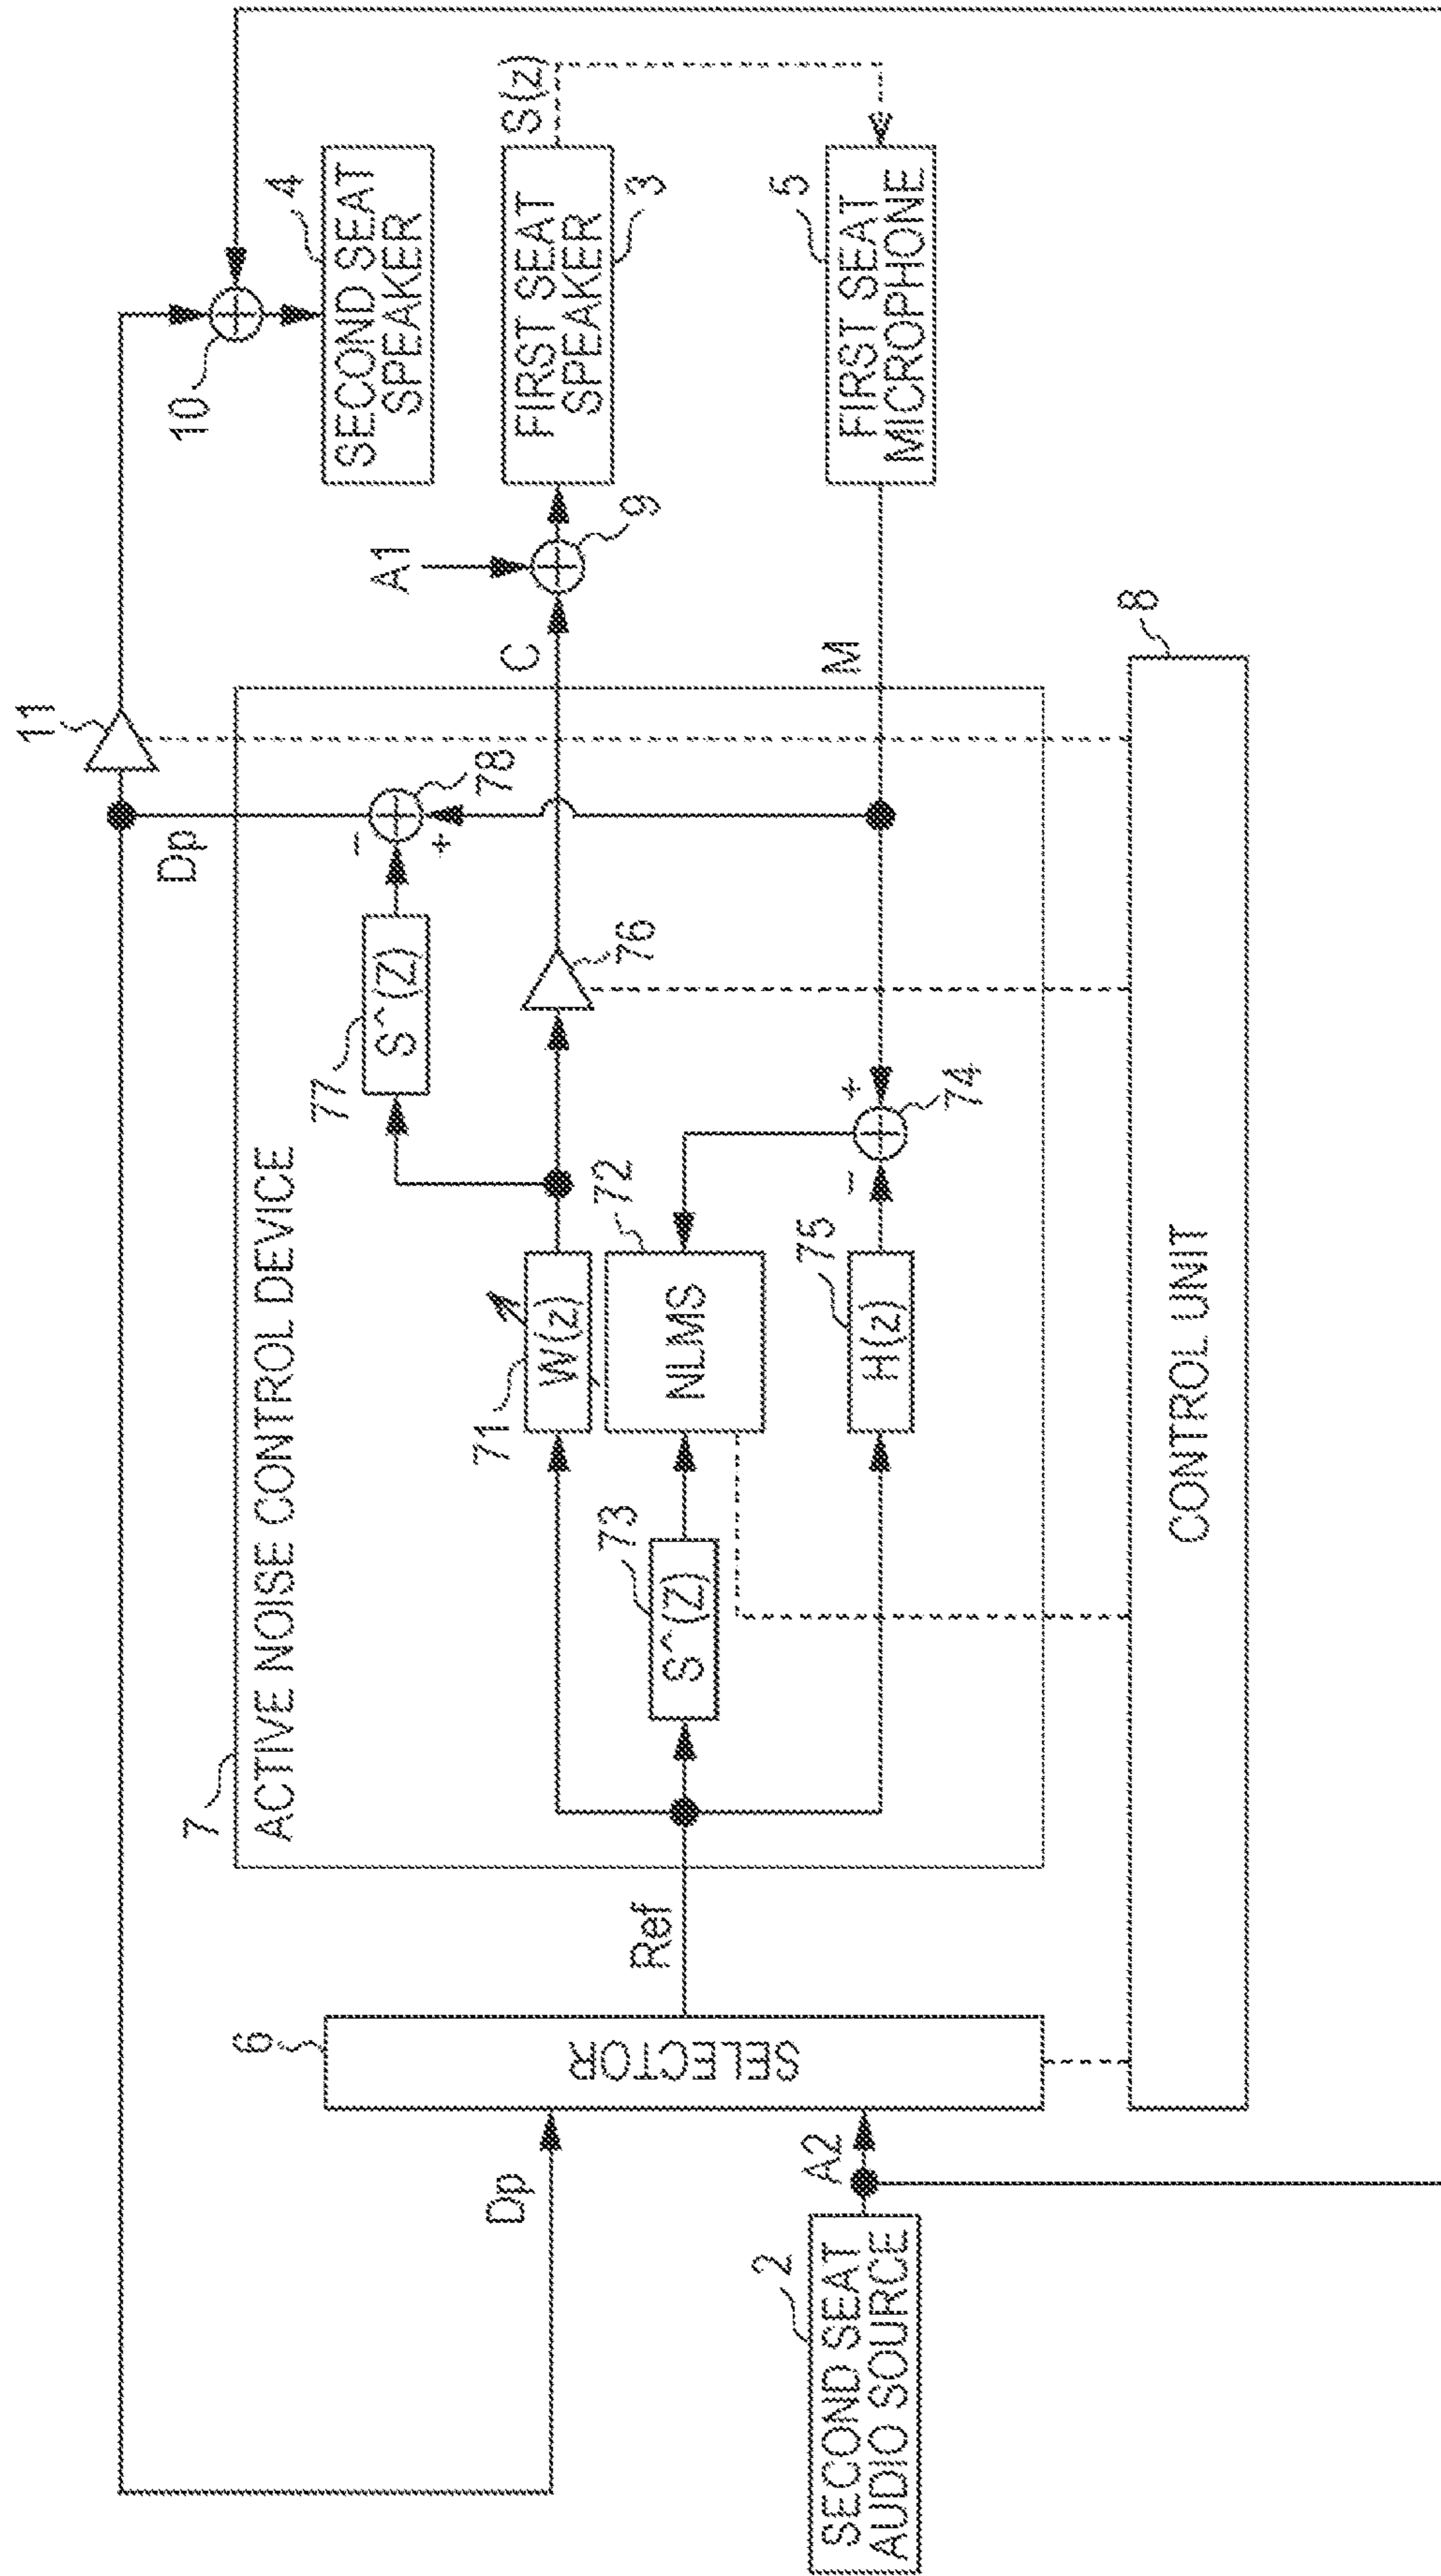 7
ACTIVE NOISE CONTROL DEVICE
Dp
11
10
4
SECOND SEAT
SPEAKER
77
S^(Z)
78
-
+
6
SELECTOR
Dp
Ref
71
W(z)
76
C
A1
9
FIRST SEAT
SPEAKER
3
S(z)
73
S^(Z)
72
NLMS
2
SECOND SEAT
AUDIO SOURCE
A2
75
H(z)
-
+
74
M
5
FIRST SEAT
MICROPHONE
CONTROL UNIT
8